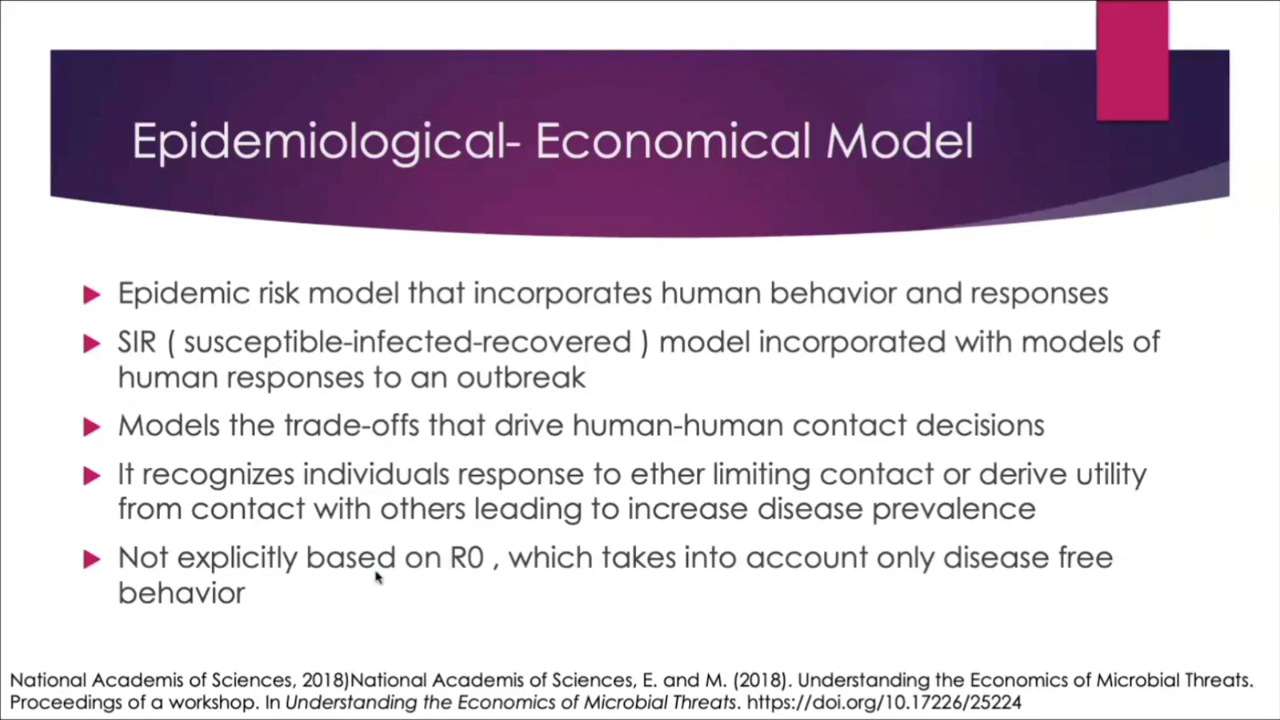 Epidemiological- Economical Model
Epidemic risk model that incorporates human behavior and responses
SIR ( susceptible-infected-recovered ) model incorporated with models of
human responses to an outbreak
Models the trade-offs that drive human-human contact decisions
It recognizes individuals response to ether limiting contact or derive utility
from contact with others leading to increase disease prevalence
Not explicitly based on R0 , which takes into account only disease free
behavior
National Academis of Sciences, 2018)National Academis of Sciences, E. and M. (2018). Understanding the Economics of Microbial Threats.
Proceedings of a workshop. In Understanding the Economics of Microbial Threats. https://doi.org/10.17226/25224